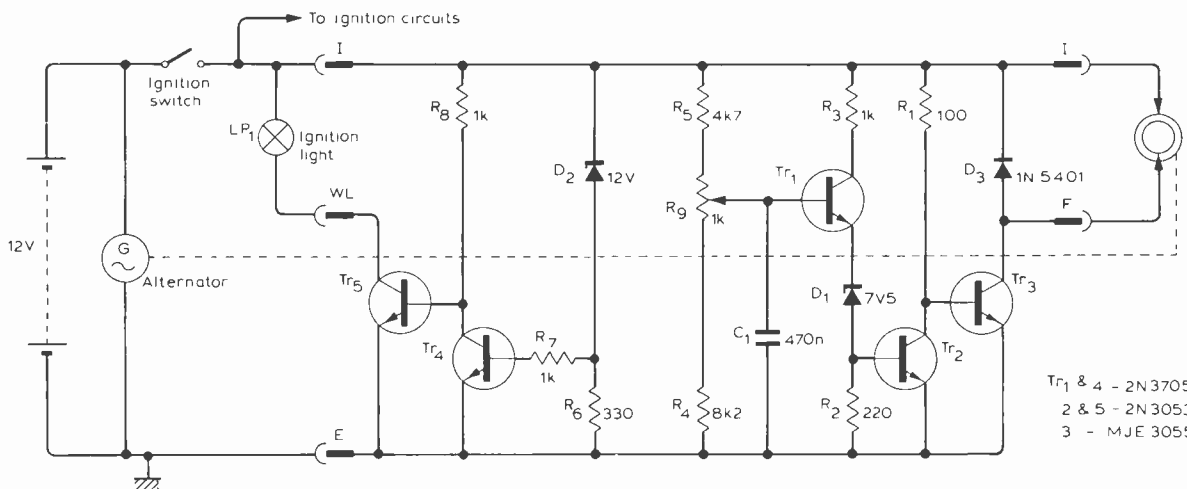 To ignition circuits
I
I
Ignition
switch
R8
1k
R5
4k7
R3
1k
R1
100
LP1
Ignition
light
D2
12V
Tr1
D3
1N 5401
WL
R9
1k
F
12V
G
Alternator
Tr5
D1
7V5
Tr3
C1
470n
Tr4
R7
1k
Tr2
R6
330
R4
8k2
R2
220
Tr1 & 4 - 2N3705
2 & 5 - 2N3053
3 - MJE 3055
E